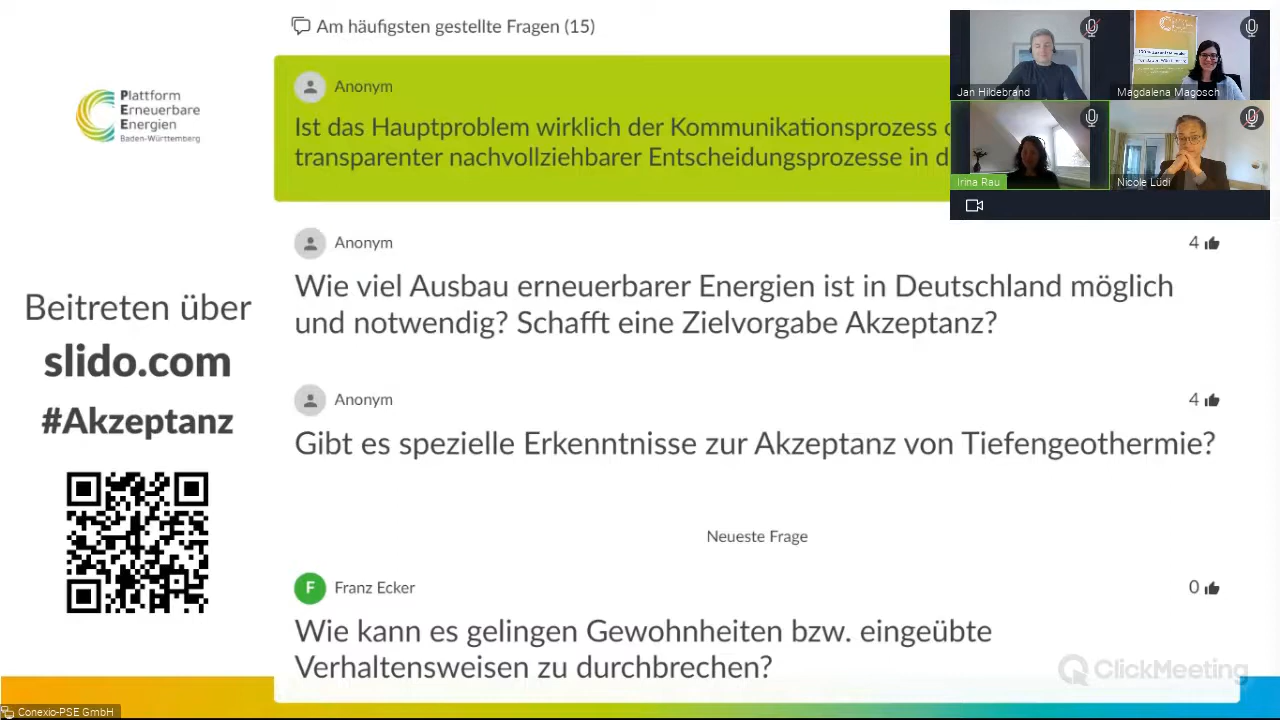 Am häufigsten gestellte Fragen (15)
Plattform
Erneuerbare
Energien
Baden-Württemberg
Beitreten über
slido.com
#Akzeptanz
Anonym
Ist das Hauptproblem wirklich der Kommunikationsprozess
transparenter nachvollziehbarer Entscheidungsprozesse in
Anonym
4
Wie viel Ausbau erneuerbarer Energien ist in Deutschland möglich
und notwendig? Schafft eine Zielvorgabe Akzeptanz?
Anonym
4
Gibt es spezielle Erkenntnisse zur Akzeptanz von Tiefengeothermie?
Neueste Frage
F
Franz Ecker
0
Wie kann es gelingen Gewohnheiten bzw. eingeübte
Verhaltensweisen zu durchbrechen?
Jan Hildebrand
Magdalena Magosch
Irina Rau
Nicole Lüdi
ClickMeeting
Conexio-PSE GmbH